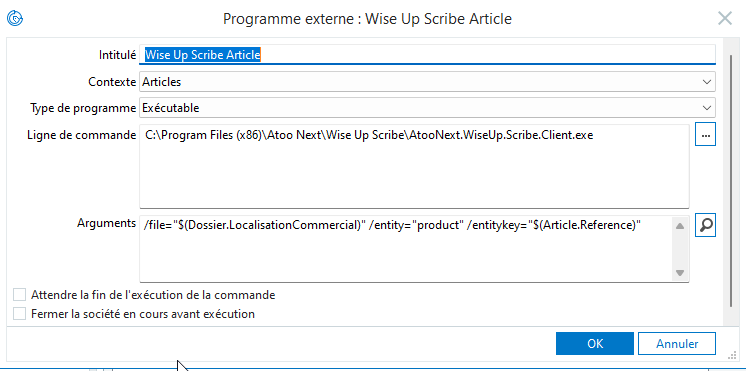 Programme externe : Wise Up Scribe Article
Intitulé Wise Up Scribe Article
Contexte Articles
Type de programme Exécutable
Ligne de commande C:\Program Files (x86)\Atoo Next\Wise Up Scribe\AtooNext.WiseUp.Scribe.Client.exe
...
Arguments /file="$(Dossier.LocalisationCommercial)" /entity="product" /entitykey="$(Article.Reference)"
Attendre la fin de l'exécution de la commande
Fermer la société en cours avant exécution
OK Annuler